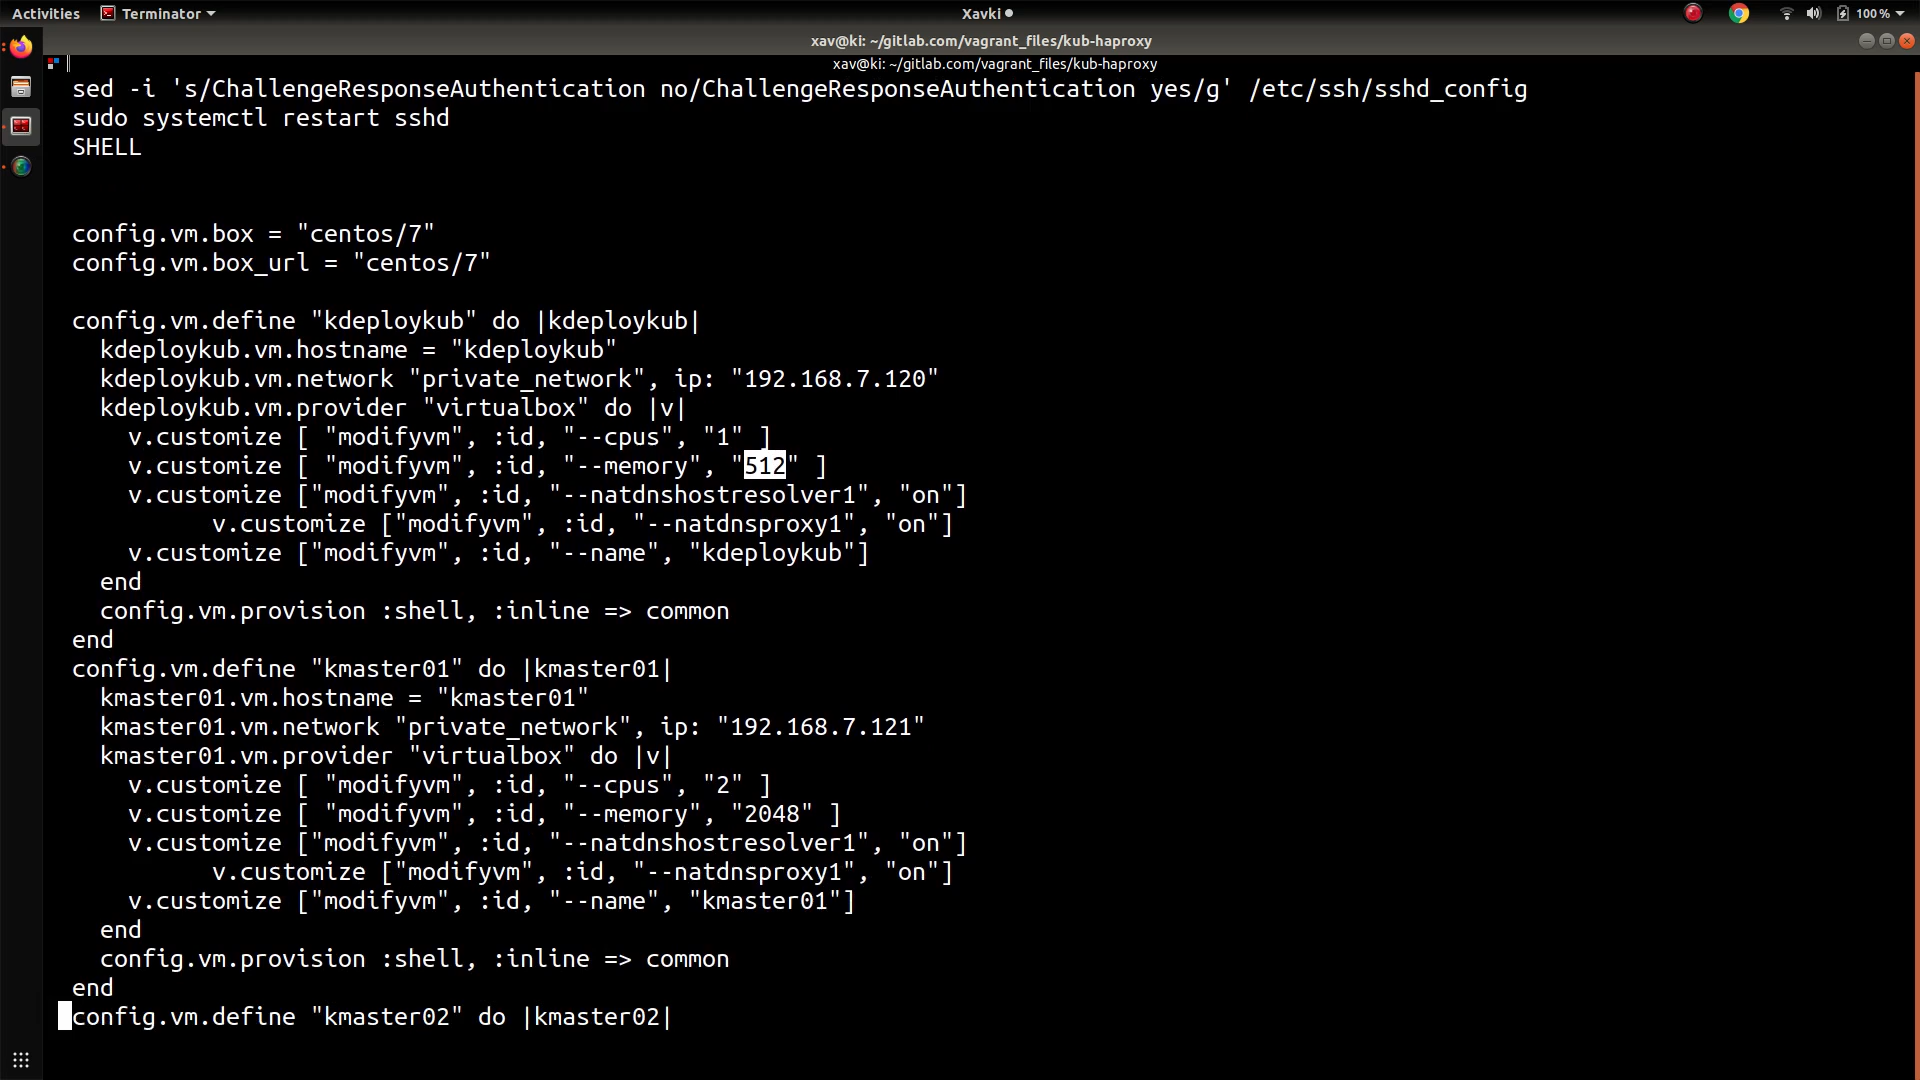 Activities
Terminator
Xavki
100 %
xav@ki: ~/gitlab.com/vagrant_files/kub-haproxy
xav@ki: ~/gitlab.com/vagrant_files/kub-haproxy
sed -i 's/ChallengeResponseAuthentication no/ChallengeResponseAuthentication yes/g' /etc/ssh/sshd_config
sudo systemctl restart sshd
SHELL
config.vm.box = "centos/7"
config.vm.box_url = "centos/7"
config.vm.define "kdeploykub" do |kdeploykub|
kdeploykub.vm.hostname = "kdeploykub"
kdeploykub.vm.network "private_network", ip: "192.168.7.120"
kdeploykub.vm.provider "virtualbox" do |v|
v.customize [ "modifyvm", :id, "--cpus", "1" ]
v.customize [ "modifyvm", :id, "--memory", "512" ]
v.customize ["modifyvm", :id, "--natdnshostresolver1", "on"]
v.customize ["modifyvm", :id, "--natdnsproxy1", "on"]
v.customize ["modifyvm", :id, "--name", "kdeploykub"]
end
config.vm.provision :shell, :inline => common
end
config.vm.define "kmaster01" do |kmaster01|
kmaster01.vm.hostname = "kmaster01"
kmaster01.vm.network "private_network", ip: "192.168.7.121"
kmaster01.vm.provider "virtualbox" do |v|
v.customize [ "modifyvm", :id, "--cpus", "2" ]
v.customize [ "modifyvm", :id, "--memory", "2048" ]
v.customize ["modifyvm", :id, "--natdnshostresolver1", "on"]
v.customize ["modifyvm", :id, "--natdnsproxy1", "on"]
v.customize ["modifyvm", :id, "--name", "kmaster01"]
end
config.vm.provision :shell, :inline => common
end
config.vm.define "kmaster02" do |kmaster02|